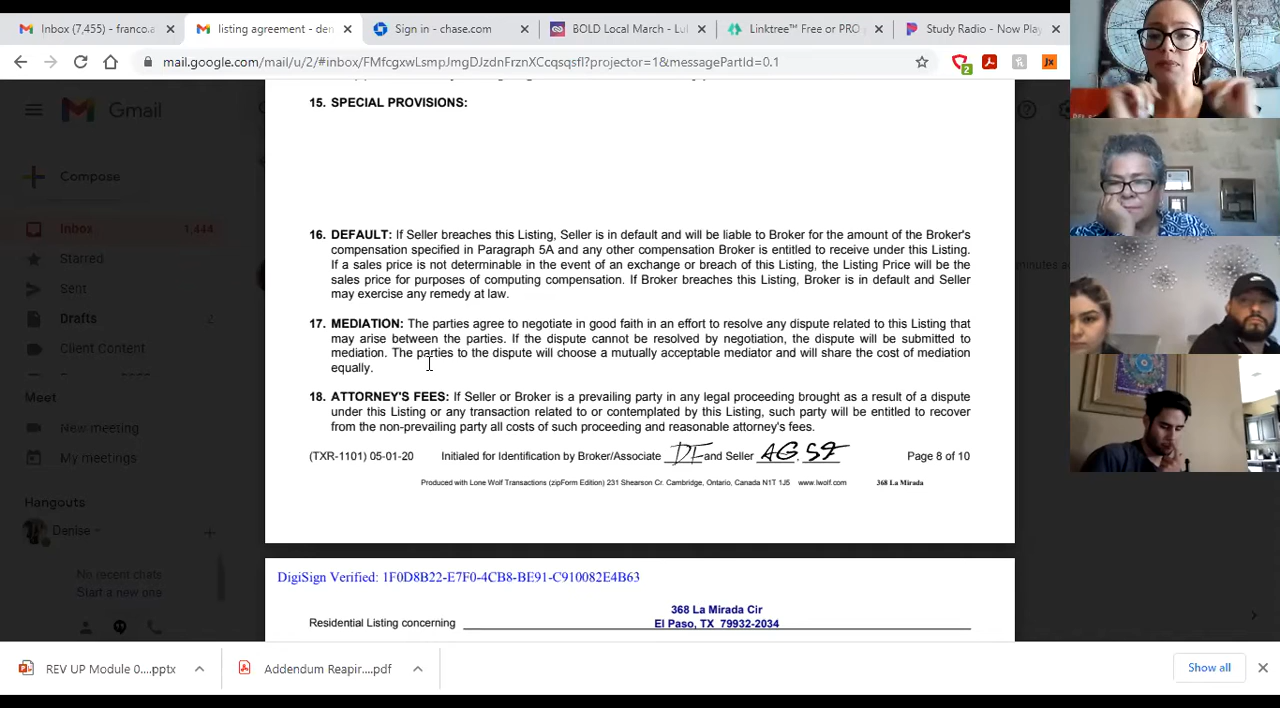 Inbox (7,455) - franco.a
listing agreement - den
Sign in - chase.com
BOLD Local March - Lul
Linktree™ Free or PRO
Study Radio - Now Play
mail.google.com/mail/u/2/#inbox/FMfcgxwLsmpJmgDJzdnFrznXCcqsqsfl?projector=1&messagePartId=0.1
2
Jx
Gmail
Compose
Inbox 1,444
Starred
Sent
Drafts 2
Client Content
Meet
New meeting
My meetings
Hangouts
Denise
No recent chats
Start a new one
15. SPECIAL PROVISIONS:
16. DEFAULT: If Seller breaches this Listing, Seller is in default and will be liable to Broker for the amount of the Broker's
compensation specified in Paragraph 5A and any other compensation Broker is entitled to receive under this Listing.
If a sales price is not determinable in the event of an exchange or breach of this Listing, the Listing Price will be the
sales price for purposes of computing compensation. If Broker breaches this Listing, Broker is in default and Seller
may exercise any remedy at law.
17. MEDIATION: The parties agree to negotiate in good faith in an effort to resolve any dispute related to this Listing that
may arise between the parties. If the dispute cannot be resolved by negotiation, the dispute will be submitted to
mediation. The parties to the dispute will choose a mutually acceptable mediator and will share the cost of mediation
equally.
18. ATTORNEY'S FEES: If Seller or Broker is a prevailing party in any legal proceeding brought as a result of a dispute
under this Listing or any transaction related to or contemplated by this Listing, such party will be entitled to recover
from the non-prevailing party all costs of such proceeding and reasonable attorney's fees.
(TXR-1101) 05-01-20 Initialed for Identification by Broker/Associate DF and Seller AG. SF Page 8 of 10
Produced with Lone Wolf Transactions (zipForm Edition) 231 Shearson Cr. Cambridge, Ontario, Canada N1T 1J5 www.lwolf.com 368 La Mirada
DigiSign Verified: 1F0D8B22-E7F0-4CB8-BE91-C910082E4B63
368 La Mirada Cir
Residential Listing concerning El Paso, TX 79932-2034
REV UP Module 0....pptx
Addendum Reapir....pdf
Show all